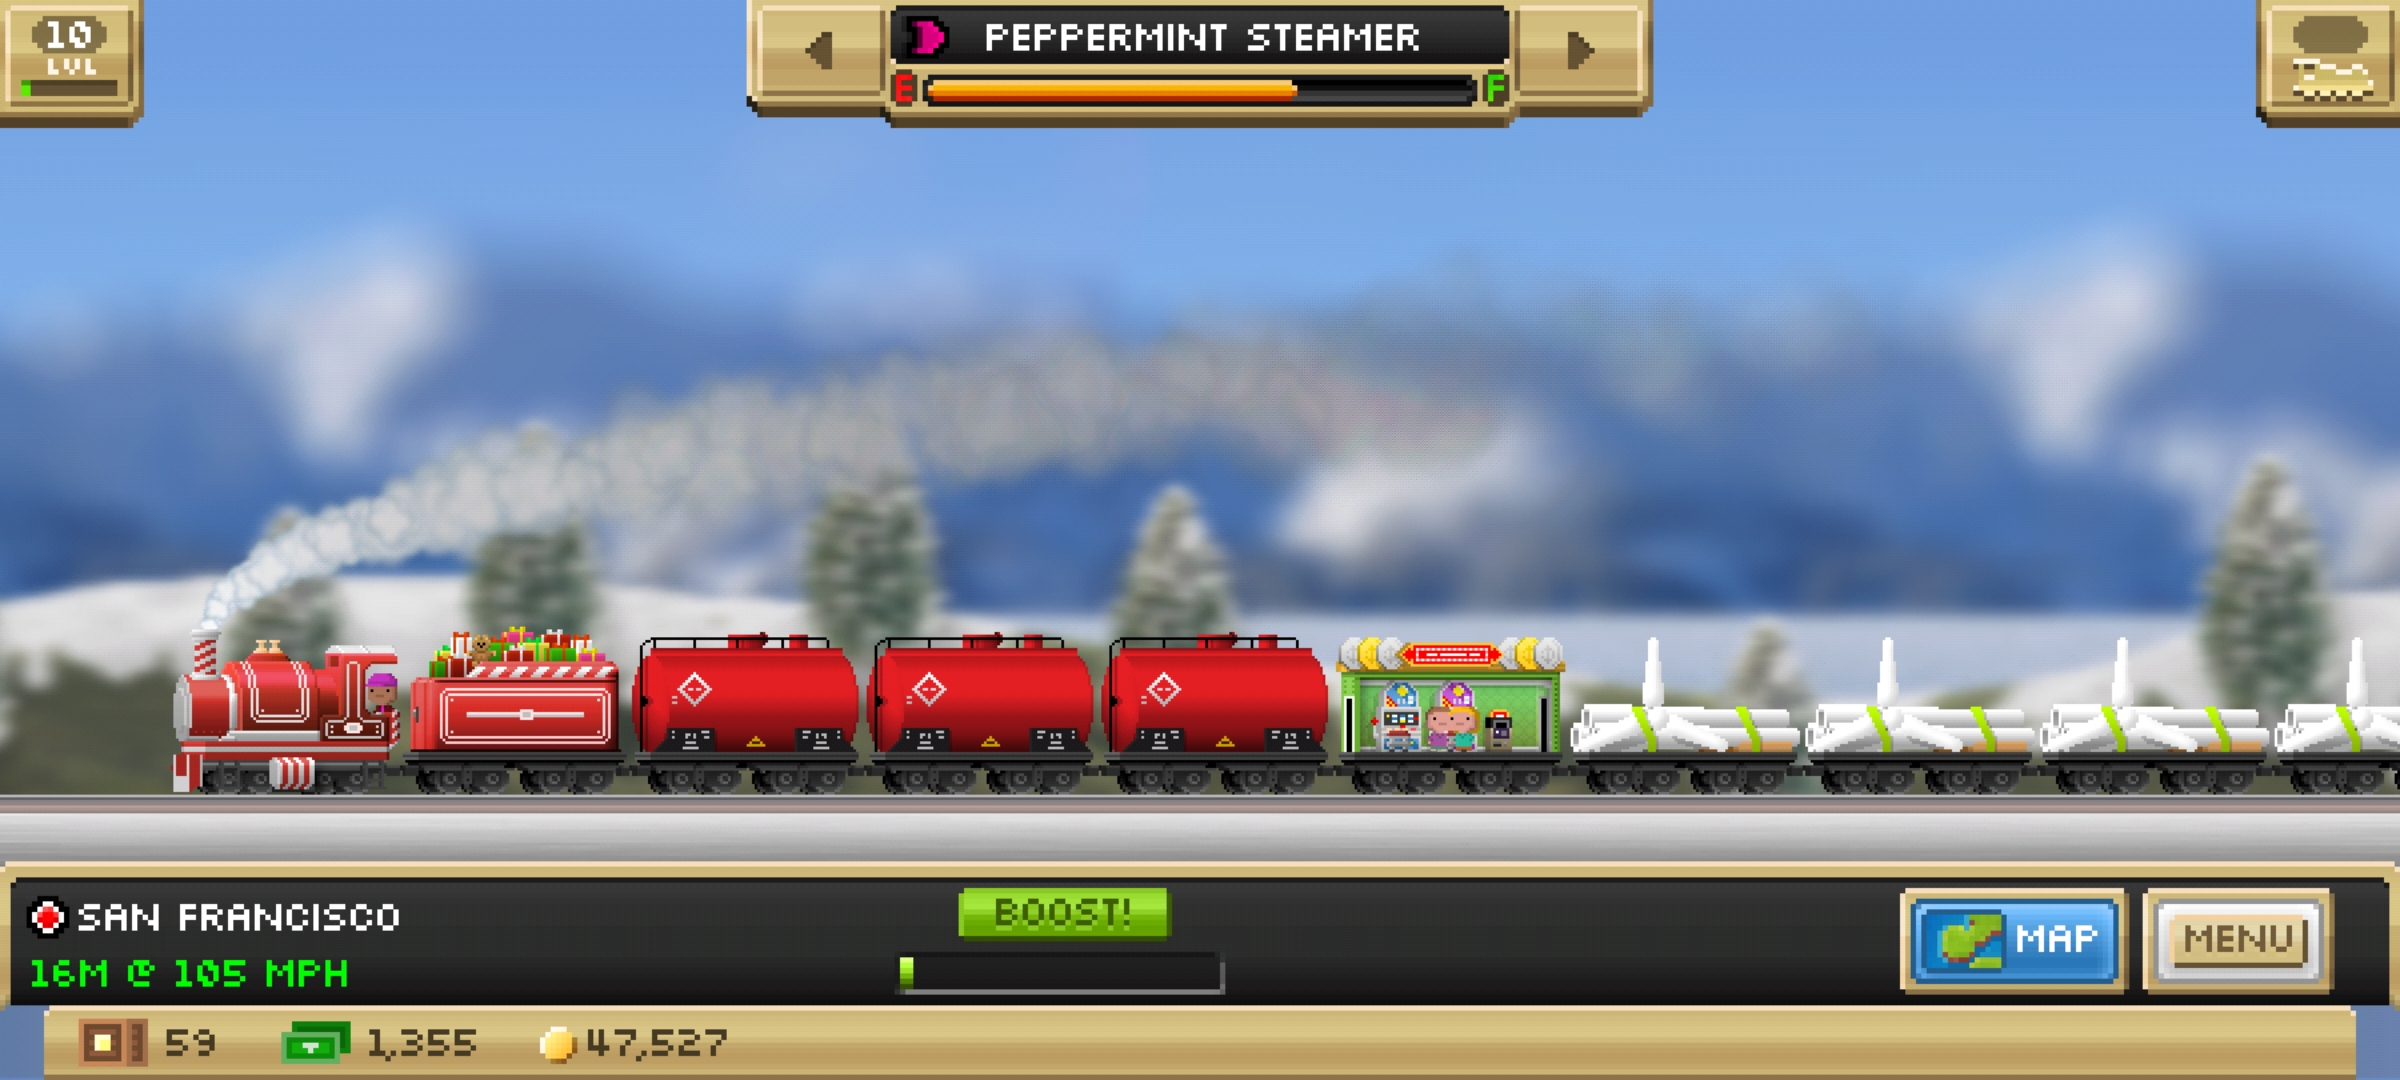 10
LVL
PEPPERMINT STEAMER
E
F
SAN FRANCISCO
16M @ 105 MPH
BOOST!
MAP
MENU
59
1,355
47,527